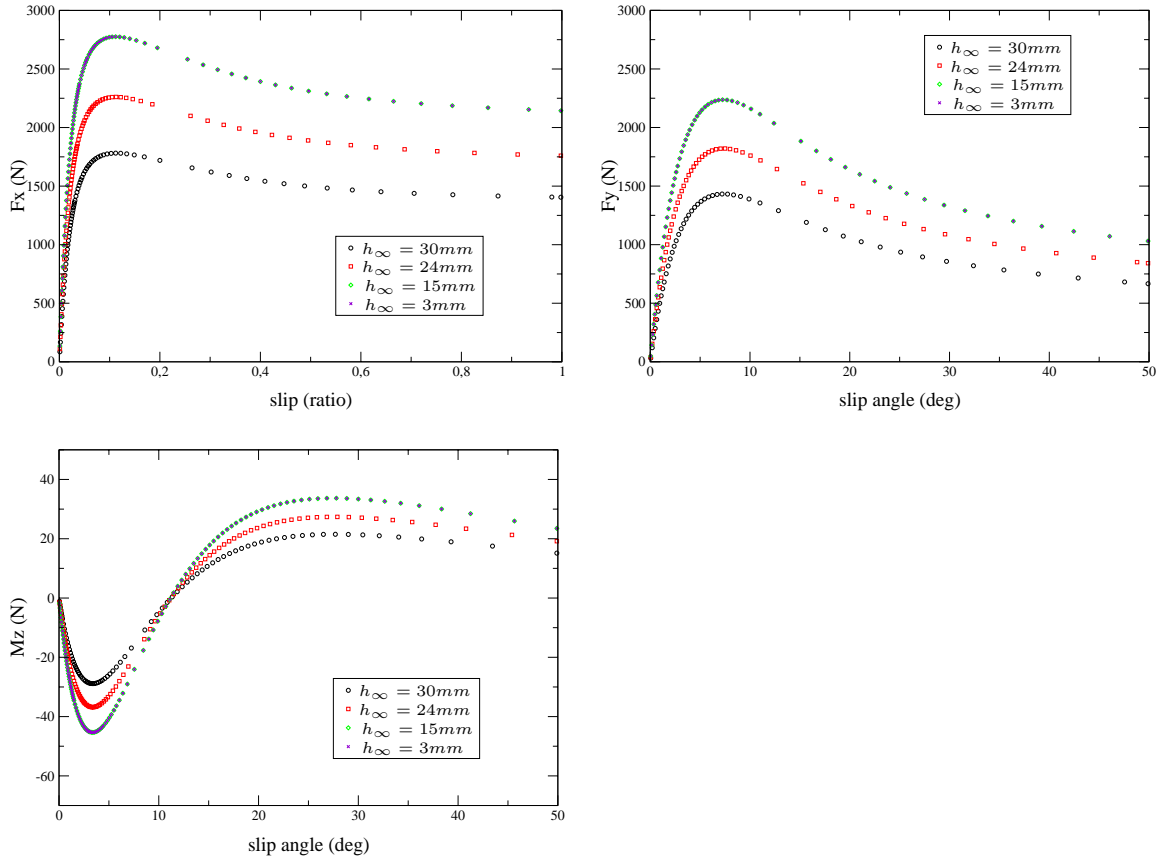 3000
2500
2000
1500
1000
500
0
Fx (N)
0 0,2 0,4 0,6 0,8 1
slip (ratio)
h∞ = 30mm
h∞ = 24mm
h∞ = 15mm
h∞ = 3mm
3000
2500
2000
1500
1000
500
0
Fy (N)
0 10 20 30 40 50
slip angle (deg)
h∞ = 30mm
h∞ = 24mm
h∞ = 15mm
h∞ = 3mm
40
20
0
-20
-40
-60
Mz (N)
0 10 20 30 40 50
slip angle (deg)
h∞ = 30mm
h∞ = 24mm
h∞ = 15mm
h∞ = 3mm